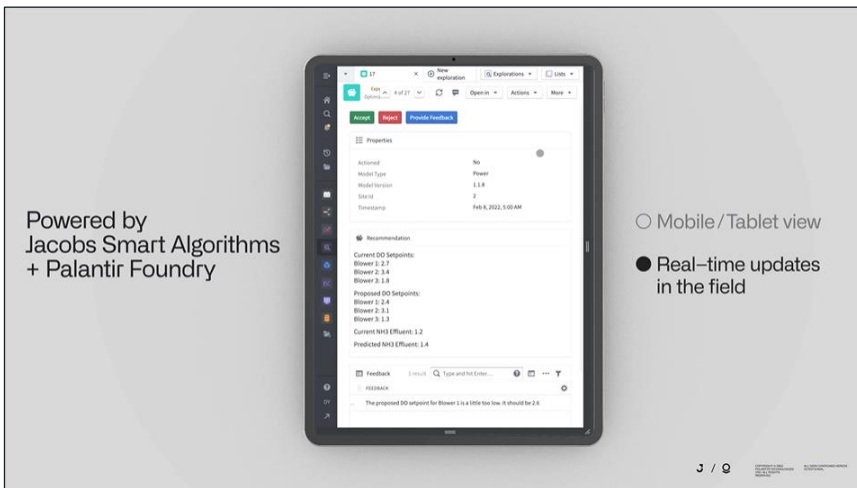 Powered by
Jacobs Smart Algorithms
+ Palantir Foundry
17
New exploration
Explorations
Lists
4 of 27
Open in
Actions
More
Accept
Reject
Provide Feedback
Properties
Actioned No
Model Type Power
Model Version 1.1.8
Site Id 2
Timestamp Feb 8, 2022, 5:00 AM
Recommendation
Current DO Setpoints:
Blower 1: 2.7
Blower 2: 3.4
Blower 3: 1.8
Proposed DO Setpoints:
Blower 1: 2.4
Blower 2: 3.1
Blower 3: 1.3
Current NH3 Effluent: 1.2
Predicted NH3 Effluent: 1.4
Feedback 1 result Type and hit Enter...
FEEDBACK
The proposed DO setpoint for Blower 1 is a little too low. It should be 2.6
Mobile/Tablet view
Real-time updates
in the field
J /